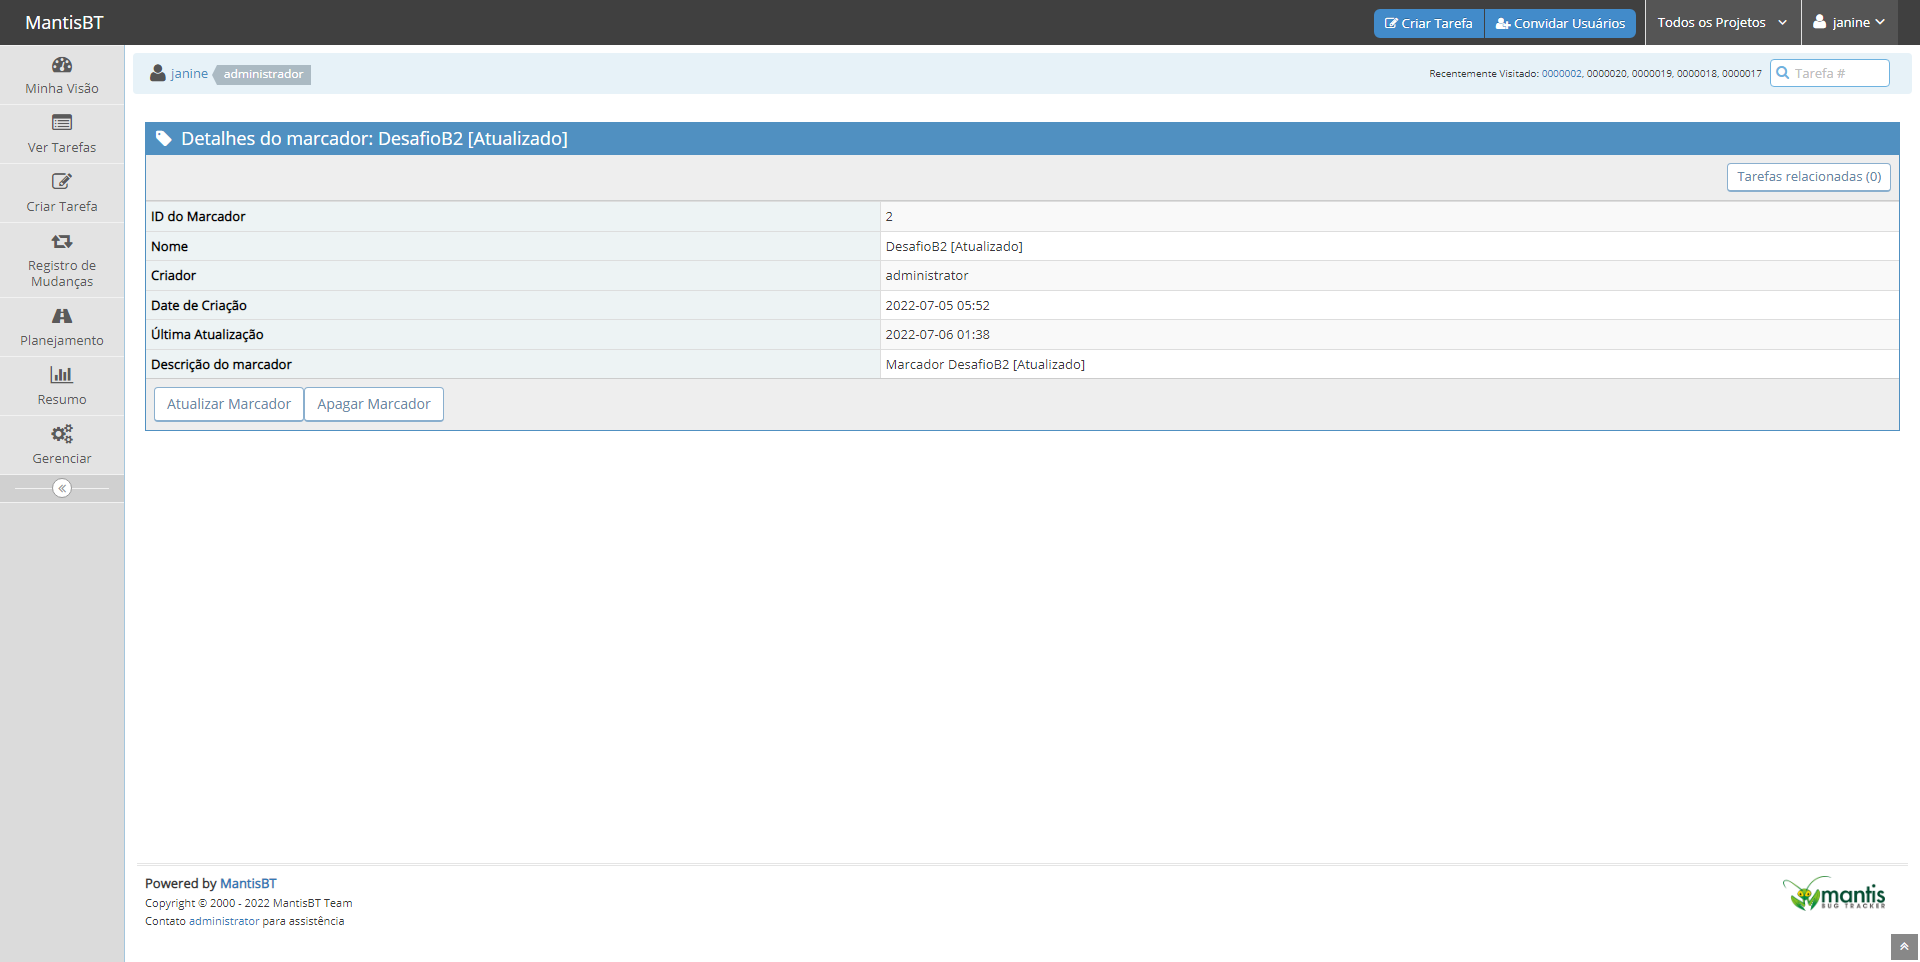 MantisBT
Criar Tarefa
Convidar Usuários
Todos os Projetos
janine
Minha Visão
Ver Tarefas
Criar Tarefa
Registro de
Mudanças
Planejamento
Resumo
Gerenciar
janine
administrador
Recentemente Visitado: 0000002, 0000020, 0000019, 0000018, 0000017
Tarefa #
Detalhes do marcador: DesafioB2 [Atualizado]
Tarefas relacionadas (0)
ID do Marcador 2
Nome DesafioB2 [Atualizado]
Criador administrator
Date de Criação 2022-07-05 05:52
Última Atualização 2022-07-06 01:38
Descrição do marcador Marcador DesafioB2 [Atualizado]
Atualizar Marcador
Apagar Marcador
Powered by MantisBT
Copyright © 2000 - 2022 MantisBT Team
Contato administrator para assistência
mantis
BUG TRACKER